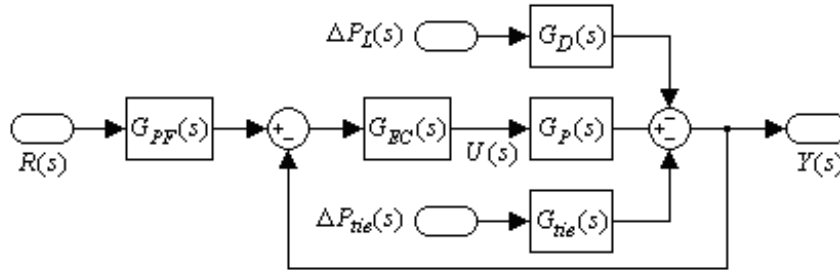 ΔP_L(s)
G_D(s)
G_PF(s)
+
−
G_EC(s)
U(s)
G_P(s)
+
−
−
R(s)
Y(s)
ΔP_tie(s)
G_tie(s)